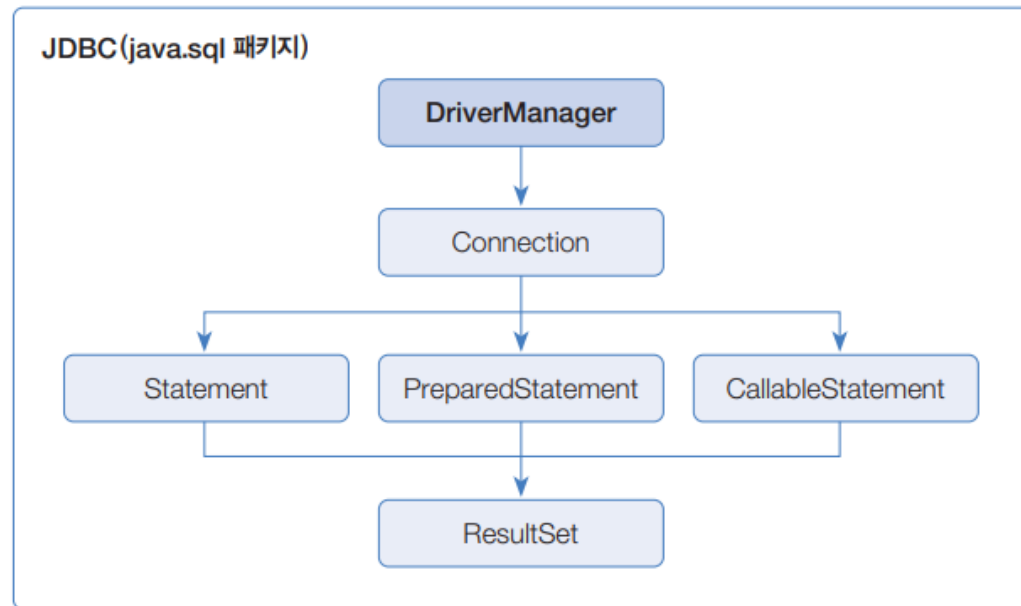 JDBC(java.sql 패키지)
DriverManager
Connection
Statement
PreparedStatement
CallableStatement
ResultSet